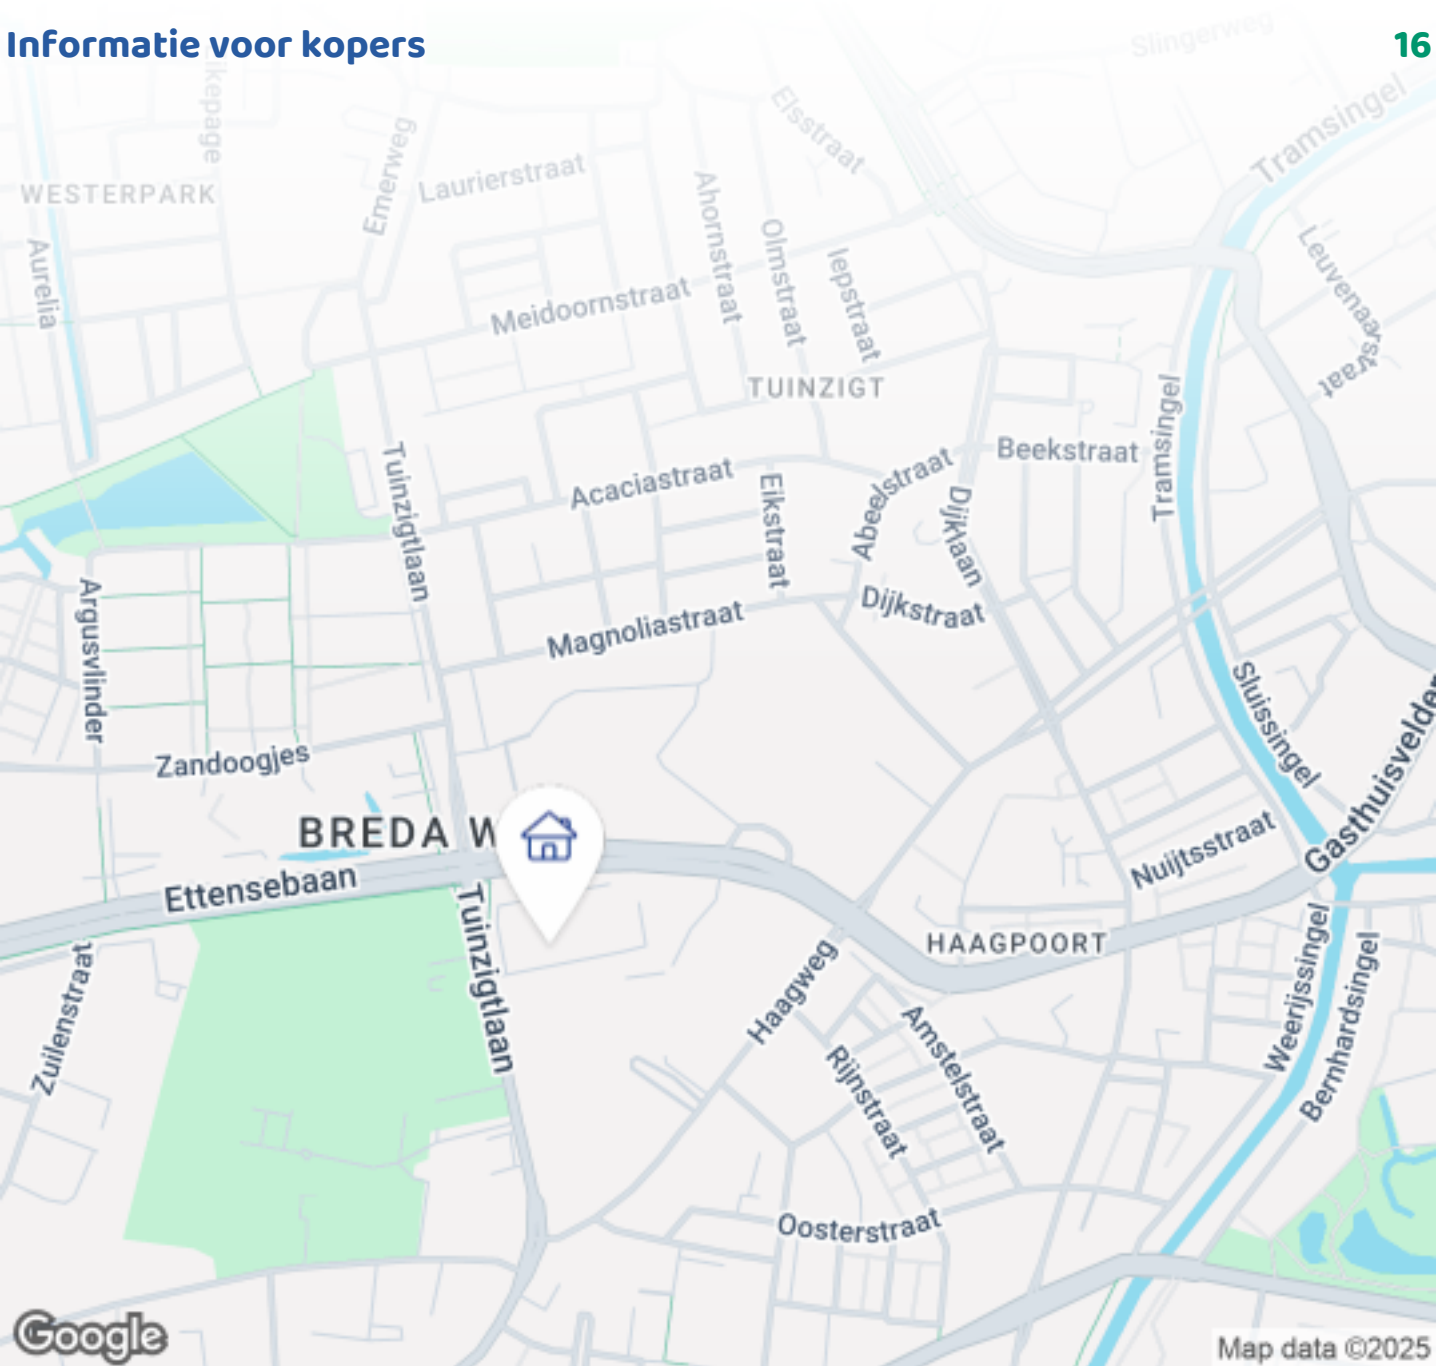 Informatie voor kopers
16
Slingerweg
Tramsingel
Eikepage
Elsstraat
Emerweg
Laurierstraat
WESTERPARK
Ahornstraat
Olmstraat
Iepstraat
Leuvenaarstraat
Aurelia
Meidoornstraat
TUINZIGT
Tramsingel
Tuinzigtlaan
Beekstraat
Acaciastraat
Eikstraat
Abeelstraat
Dijklaan
Argusvlinder
Dijkstraat
Magnoliastraat
Sluissingel
Zandoogjes
Gasthuisvelden
BREDA W
Nuijtsstraat
Ettensebaan
Tuinzigtlaan
HAAGPOORT
Zuilenstraat
Haagweg
Weerijssingel
Bernhardsingel
Amstelstraat
Rijnstraat
Oosterstraat
Google
Map data ©2025